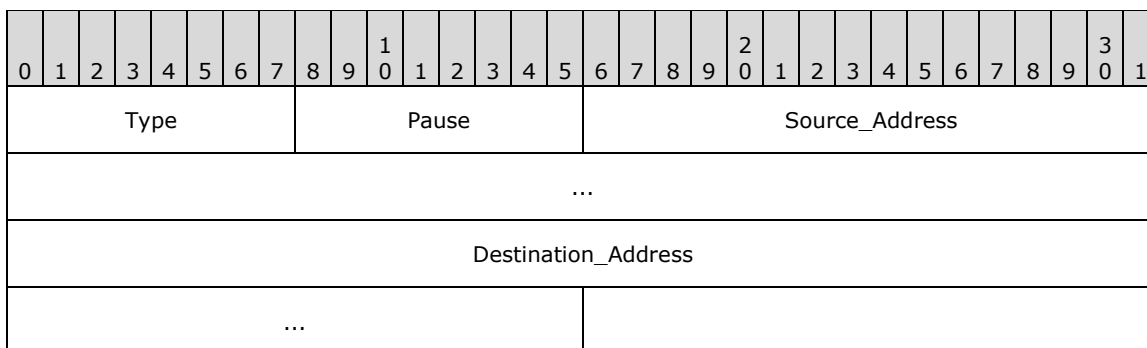 1 2 3
0 1 2 3 4 5 6 7 8 9 0 1 2 3 4 5 6 7 8 9 0 1 2 3 4 5 6 7 8 9 0 1
Type Pause Source_Address
...
Destination_Address
...